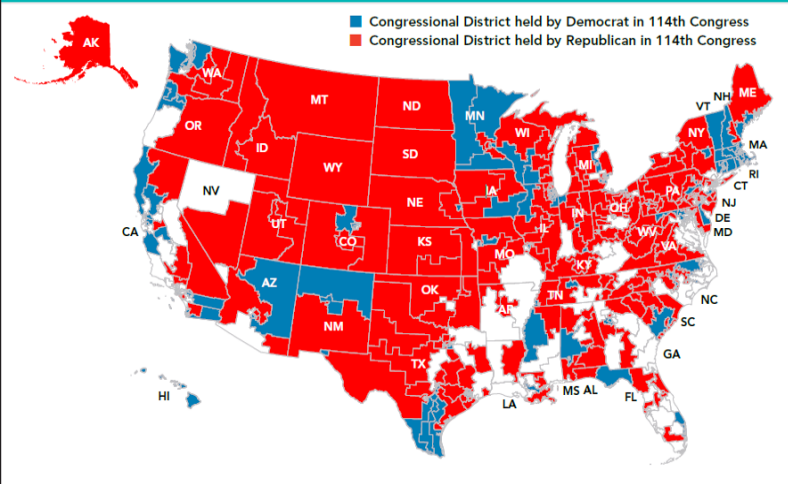 Congressional District held by Democrat in 114th Congress
Congressional District held by Republican in 114th Congress
AK
WA
MT
ND
MN
VT
NH
ME
OR
ID
SD
WI
NY
MA
WY
MI
RI
NV
NE
IA
PA
CT
NJ
CA
UT
CO
KS
IL
IN
OH
WV
DE
MD
MO
KY
VA
AZ
NM
OK
AR
TN
NC
SC
TX
GA
HI
LA
MS
AL
FL